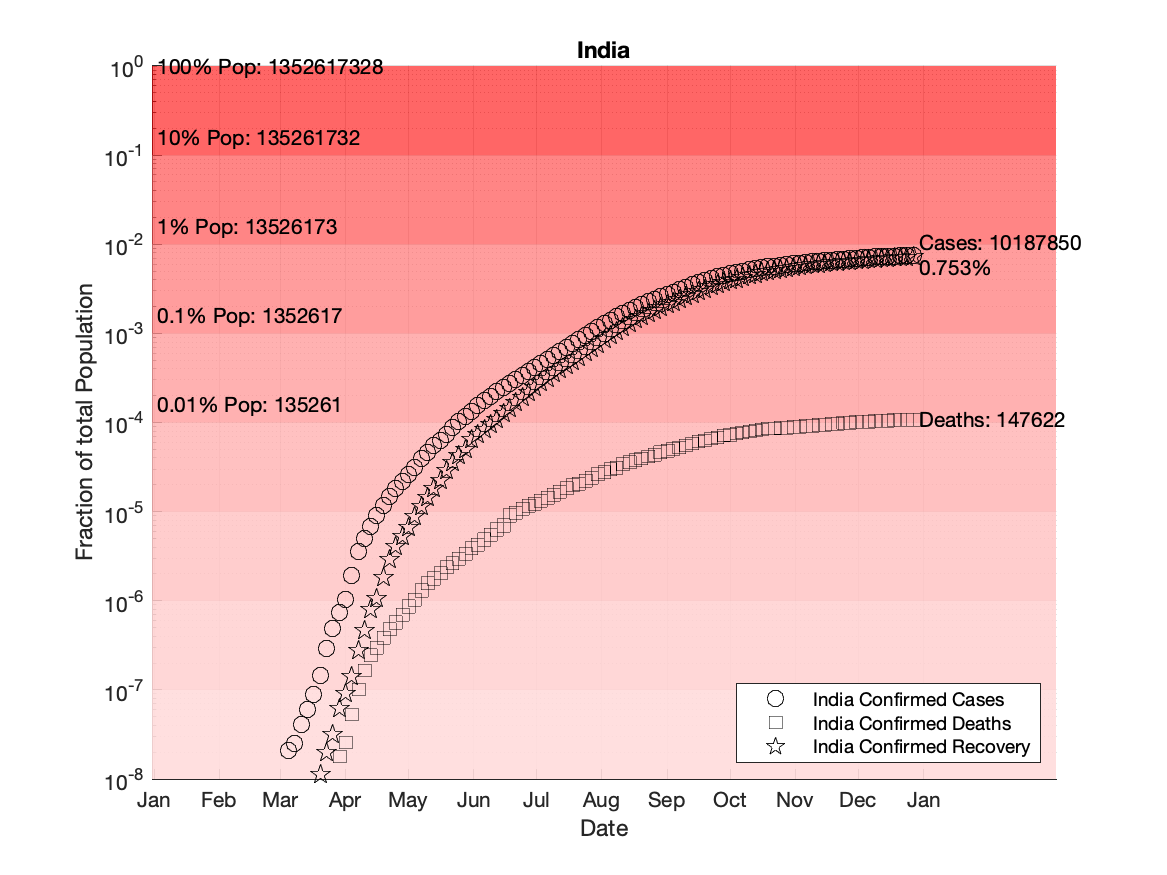 India
10^0
10^-1
10^-2
10^-3
10^-4
10^-5
10^-6
10^-7
10^-8
Fraction of total Population
100% Pop: 1352617328
10% Pop: 135261732
1% Pop: 13526173
0.1% Pop: 1352617
0.01% Pop: 135261
Cases: 10187850
0.753%
Deaths: 147622
India Confirmed Cases
India Confirmed Deaths
India Confirmed Recovery
Jan Feb Mar Apr May Jun Jul Aug Sep Oct Nov Dec Jan
Date